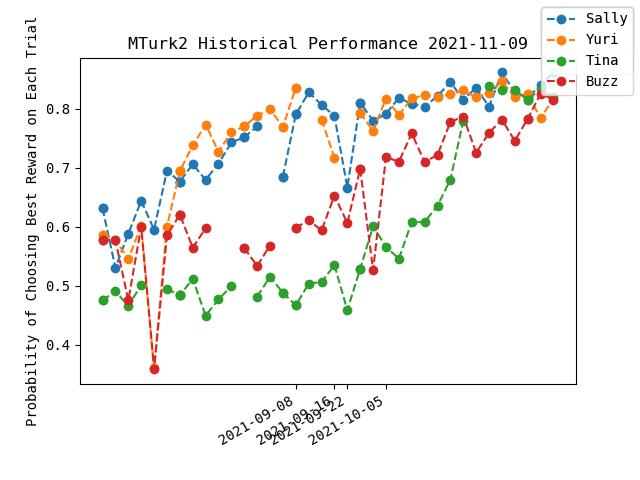 MTurk2 Historical Performance 2021-11-09
Sally
Yuri
Tina
Buzz
Probability of Choosing Best Reward on Each Trial
0.8
0.7
0.6
0.5
0.4
2021-09-08
2021-09-16
2021-09-22
2021-10-05